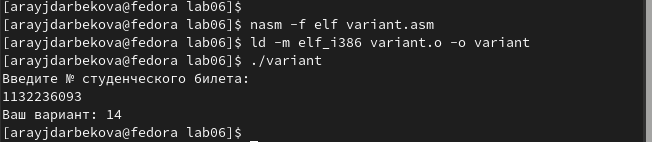 [arayjdarbekova@fedora lab06]$
[arayjdarbekova@fedora lab06]$ nasm -f elf variant.asm
[arayjdarbekova@fedora lab06]$ ld -m elf_i386 variant.o -o variant
[arayjdarbekova@fedora lab06]$ ./variant
Введите № студенческого билета:
1132236093
Ваш вариант: 14
[arayjdarbekova@fedora lab06]$